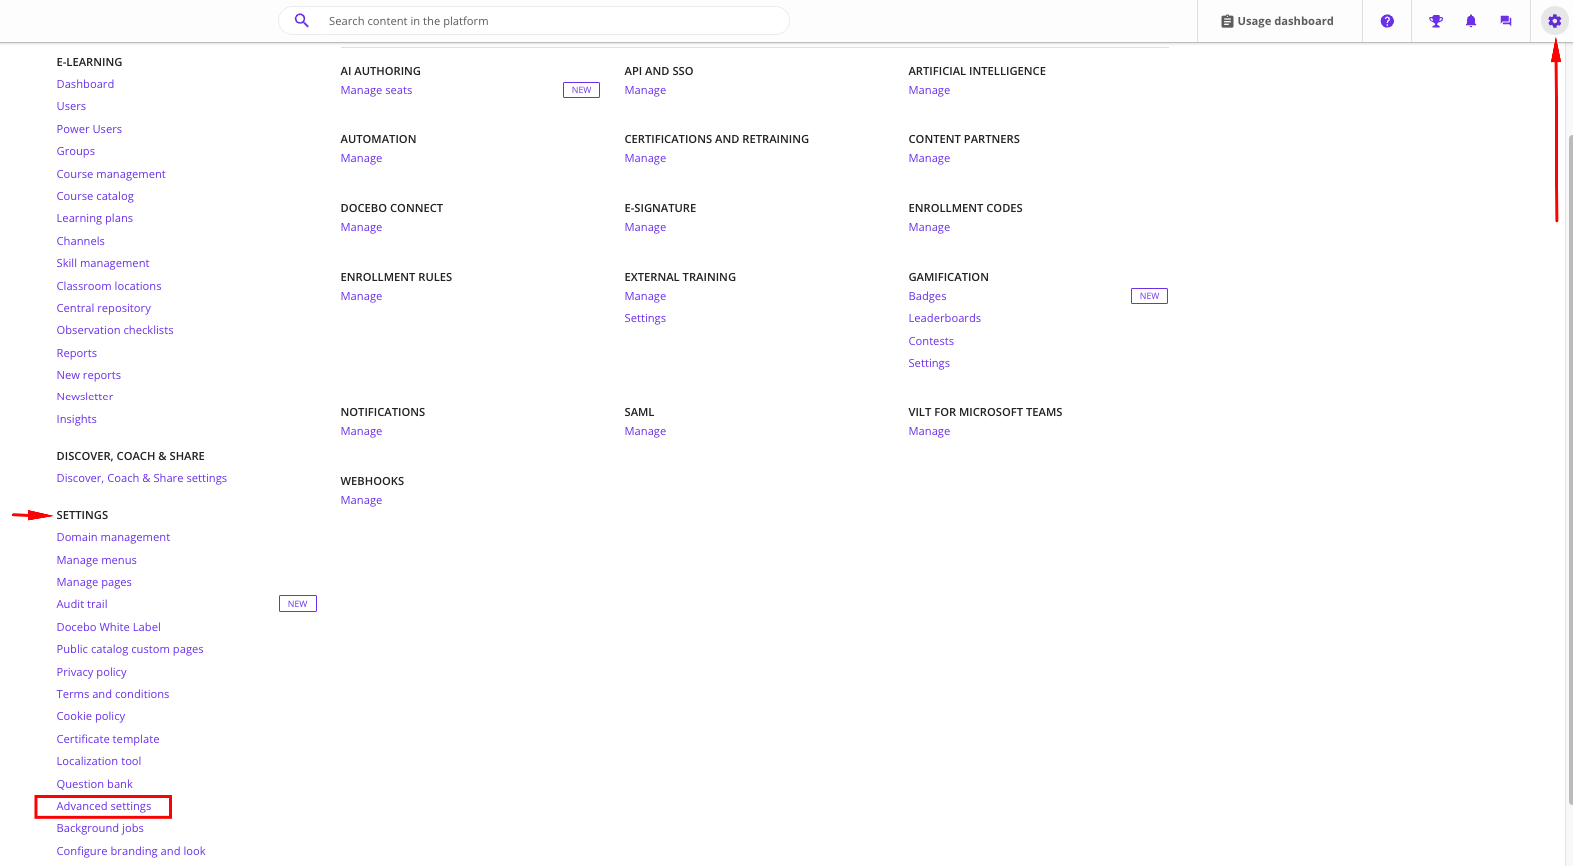 Search content in the platform
Usage dashboard
E-LEARNING
Dashboard
Users
Power Users
Groups
Course management
Course catalog
Learning plans
Channels
Skill management
Classroom locations
Central repository
Observation checklists
Reports
New reports
Newsletter
Insights
DISCOVER, COACH & SHARE
Discover, Coach & Share settings
SETTINGS
Domain management
Manage menus
Manage pages
Audit trail NEW
Docebo White Label
Public catalog custom pages
Privacy policy
Terms and conditions
Cookie policy
Certificate template
Localization tool
Question bank
Advanced settings
Background jobs
Configure branding and look
AI AUTHORING
Manage seats NEW
API AND SSO
Manage
ARTIFICIAL INTELLIGENCE
Manage
AUTOMATION
Manage
CERTIFICATIONS AND RETRAINING
Manage
CONTENT PARTNERS
Manage
DOCEBO CONNECT
Manage
E-SIGNATURE
Manage
ENROLLMENT CODES
Manage
ENROLLMENT RULES
Manage
EXTERNAL TRAINING
Manage
Settings
GAMIFICATION
Badges NEW
Leaderboards
Contests
Settings
NOTIFICATIONS
Manage
SAML
Manage
VILT FOR MICROSOFT TEAMS
Manage
WEBHOOKS
Manage